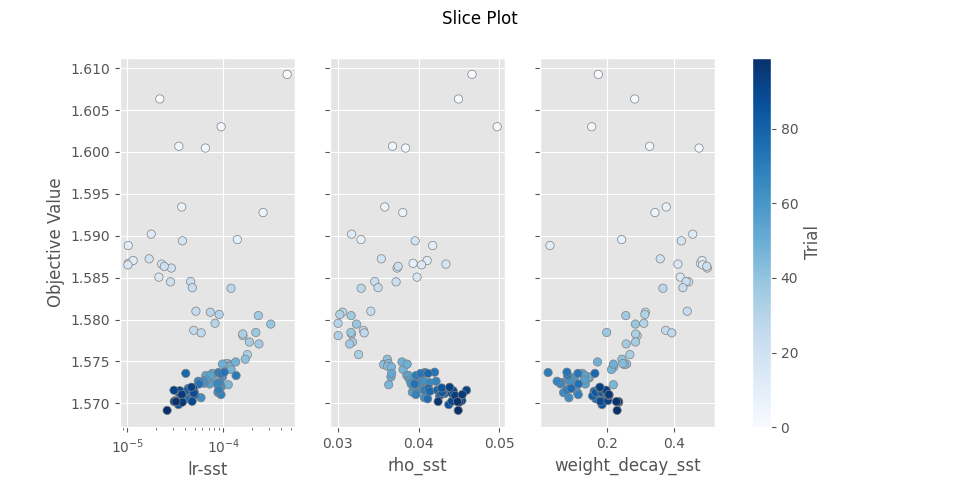 Slice Plot
Objective Value
1.610
1.605
1.600
1.595
1.590
1.585
1.580
1.575
1.570
10⁻⁵ 10⁻⁴
lr-sst
0.03 0.04 0.05
rho_sst
0.2 0.4
weight_decay_sst
80
60
40
20
0
Trial